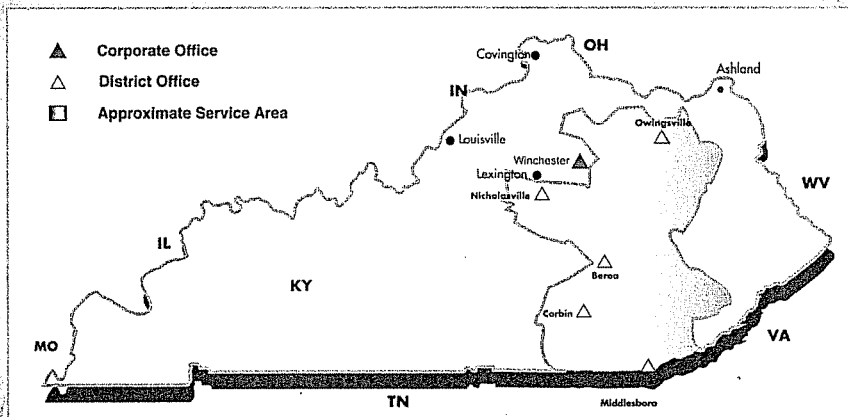 Corporate Office
District Office
Approximate Service Area
OH
Covington
Ashland
IN
Owingsville
Louisville
Winchester
Lexington
Nicholasville
WV
IL
KY
Berea
Corbin
MO
VA
TN
Middlesboro